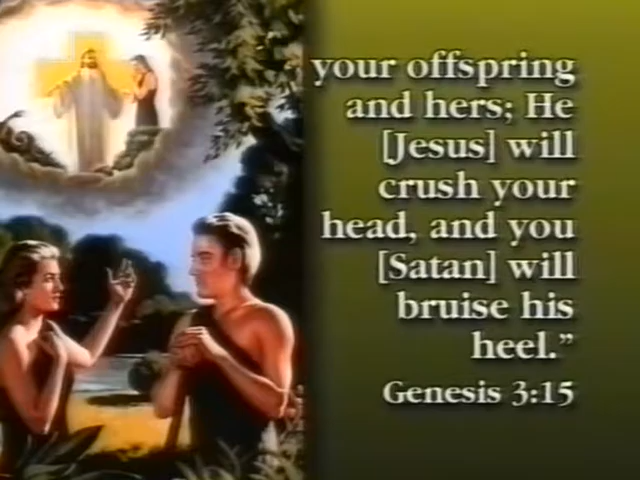 your offspring
and hers; He
[Jesus] will
crush your
head, and you
[Satan] will
bruise his
heel.”
Genesis 3:15